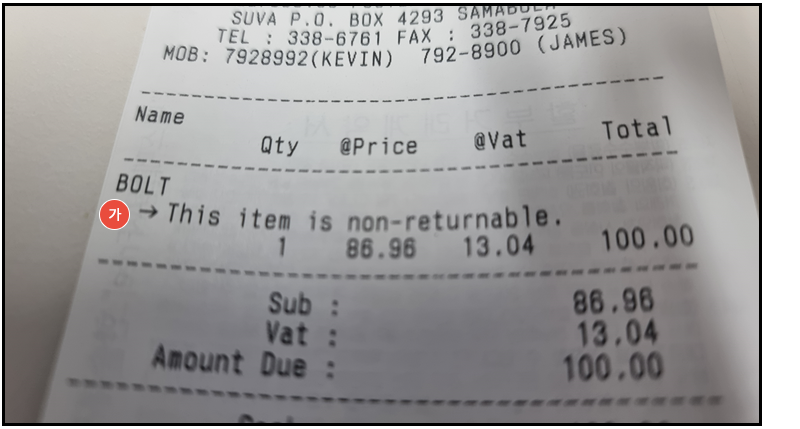 SUVA P.O. BOX 4293 SAMABULA
TEL : 338-6761 FAX : 338-7925
MOB: 7928992(KEVIN) 792-8900 (JAMES)
Name
Qty @Price @Vat Total
BOLT
가 → This item is non-returnable.
1 86.96 13.04 100.00
Sub : 86.96
Vat : 13.04
Amount Due : 100.00